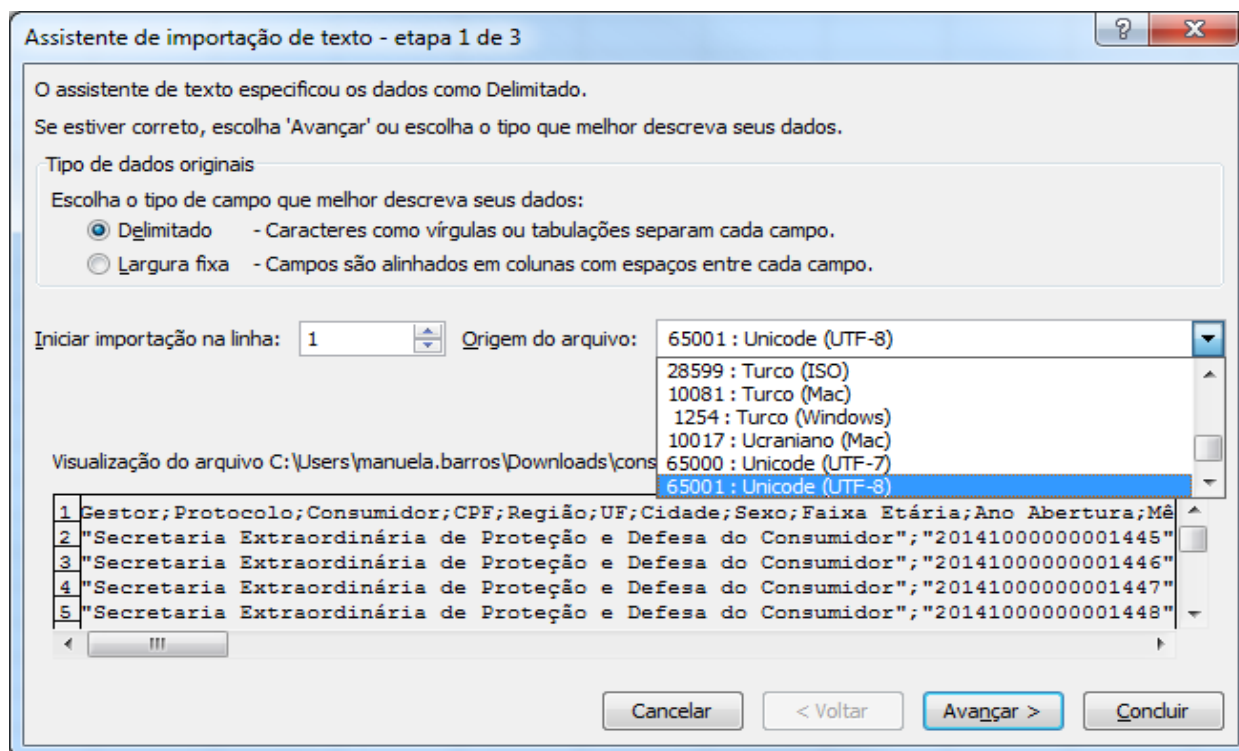 Assistente de importação de texto - etapa 1 de 3
O assistente de texto especificou os dados como Delimitado.
Se estiver correto, escolha 'Avançar' ou escolha o tipo que melhor descreva seus dados.
Tipo de dados originais
Escolha o tipo de campo que melhor descreva seus dados:
Delimitado - Caracteres como vírgulas ou tabulações separam cada campo.
Largura fixa - Campos são alinhados em colunas com espaços entre cada campo.
Iniciar importação na linha: 1 Origem do arquivo: 65001 : Unicode (UTF-8)
28599 : Turco (ISO)
10081 : Turco (Mac)
1254 : Turco (Windows)
10017 : Ucraniano (Mac)
65000 : Unicode (UTF-7)
65001 : Unicode (UTF-8)
Visualização do arquivo C:\Users\manuela.barros\Downloads\cons
1 Gestor;Protocolo;Consumidor;CPF;Região;UF;Cidade;Sexo;Faixa Etária;Ano Abertura;Mê
2 "Secretaria Extraordinária de Proteção e Defesa do Consumidor";"20141000000001445"
3 "Secretaria Extraordinária de Proteção e Defesa do Consumidor";"20141000000001446"
4 "Secretaria Extraordinária de Proteção e Defesa do Consumidor";"20141000000001447"
5 "Secretaria Extraordinária de Proteção e Defesa do Consumidor";"20141000000001448"
Cancelar < Voltar Avançar > Concluir